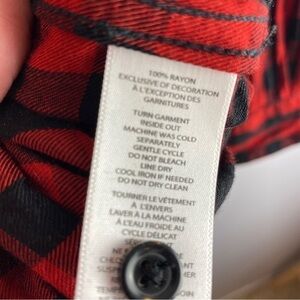 100% RAYON
EXCLUSIVE OF DECORATION
À L'EXCEPTION DES
GARNITURES
TURN GARMENT
INSIDE OUT
MACHINE WAS COLD
SEPARATELY
GENTLE CYCLE
DO NOT BLEACH
LINE DRY
COOL IRON IF NEEDED
DO NOT DRY CLEAN
TOURNER LE VÊTEMENT
À L'ENVERS
LAVER À LA MACHINE
À L'EAU FROIDE AU
CYCLE DÉLICAT
NE
CHLO